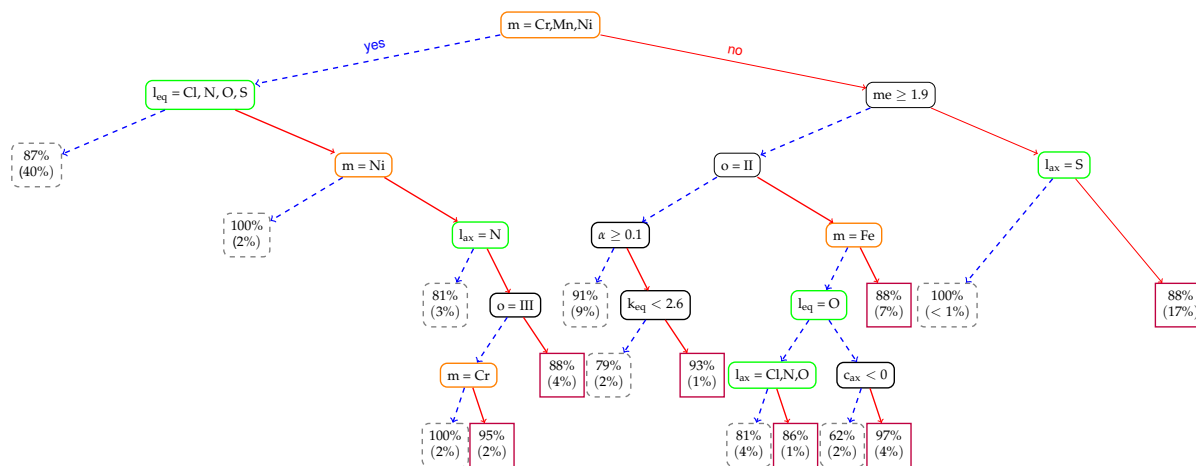 m = Cr,Mn,Ni
yes
no
l_eq = Cl, N, O, S
me ≥ 1.9
87%
(40%)
m = Ni
o = II
l_ax = S
100%
(2%)
l_ax = N
α ≥ 0.1
m = Fe
81%
(3%)
o = III
91%
(9%)
k_eq < 2.6
l_eq = O
88%
(7%)
100%
(< 1%)
88%
(17%)
m = Cr
88%
(4%)
79%
(2%)
93%
(1%)
l_ax = Cl,N,O
c_ax < 0
100%
(2%)
95%
(2%)
81%
(4%)
86%
(1%)
62%
(2%)
97%
(4%)